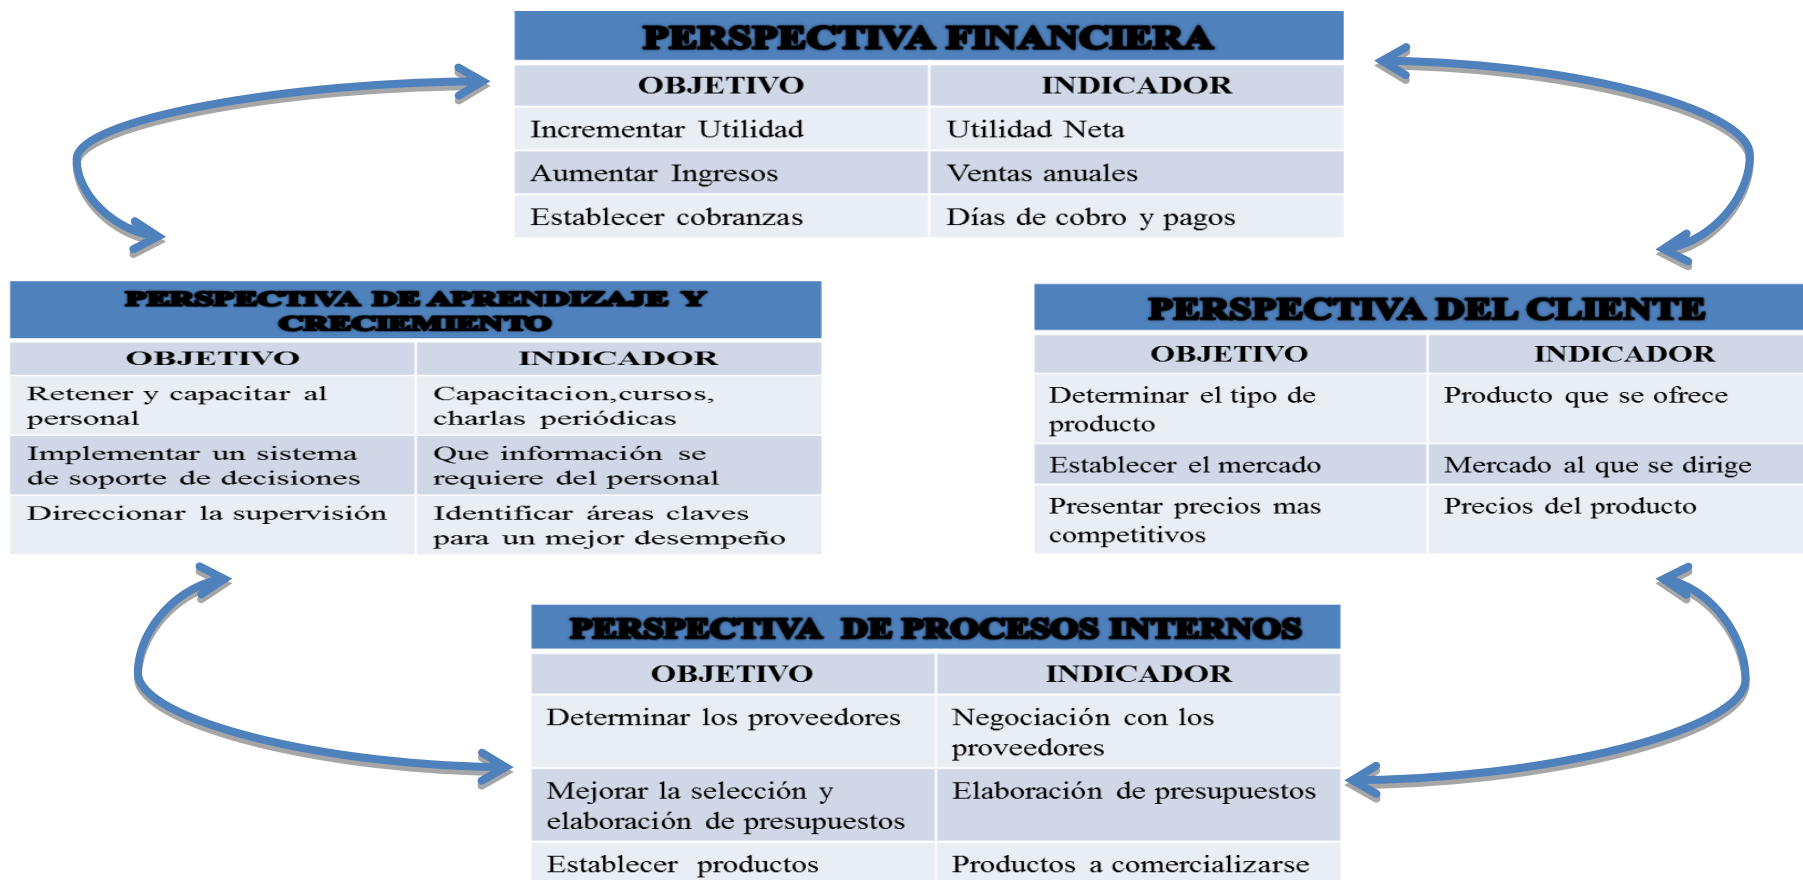 PERSPECTIVA FINANCIERA
OBJETIVO INDICADOR
Incrementar Utilidad Utilidad Neta
Aumentar Ingresos Ventas anuales
Establecer cobranzas Días de cobro y pagos
PERSPECTIVA DE APRENDIZAJE Y
CRECIEMIENTO
OBJETIVO INDICADOR
Retener y capacitar al Capacitacion,cursos,
personal charlas periódicas
Implementar un sistema Que información se
de soporte de decisiones requiere del personal
Direccionar la supervisión Identificar áreas claves
para un mejor desempeño
PERSPECTIVA DEL CLIENTE
OBJETIVO INDICADOR
Determinar el tipo de Producto que se ofrece
producto
Establecer el mercado Mercado al que se dirige
Presentar precios mas Precios del producto
competitivos
PERSPECTIVA DE PROCESOS INTERNOS
OBJETIVO INDICADOR
Determinar los proveedores Negociación con los
proveedores
Mejorar la selección y Elaboración de presupuestos
elaboración de presupuestos
Establecer productos Productos a comercializarse